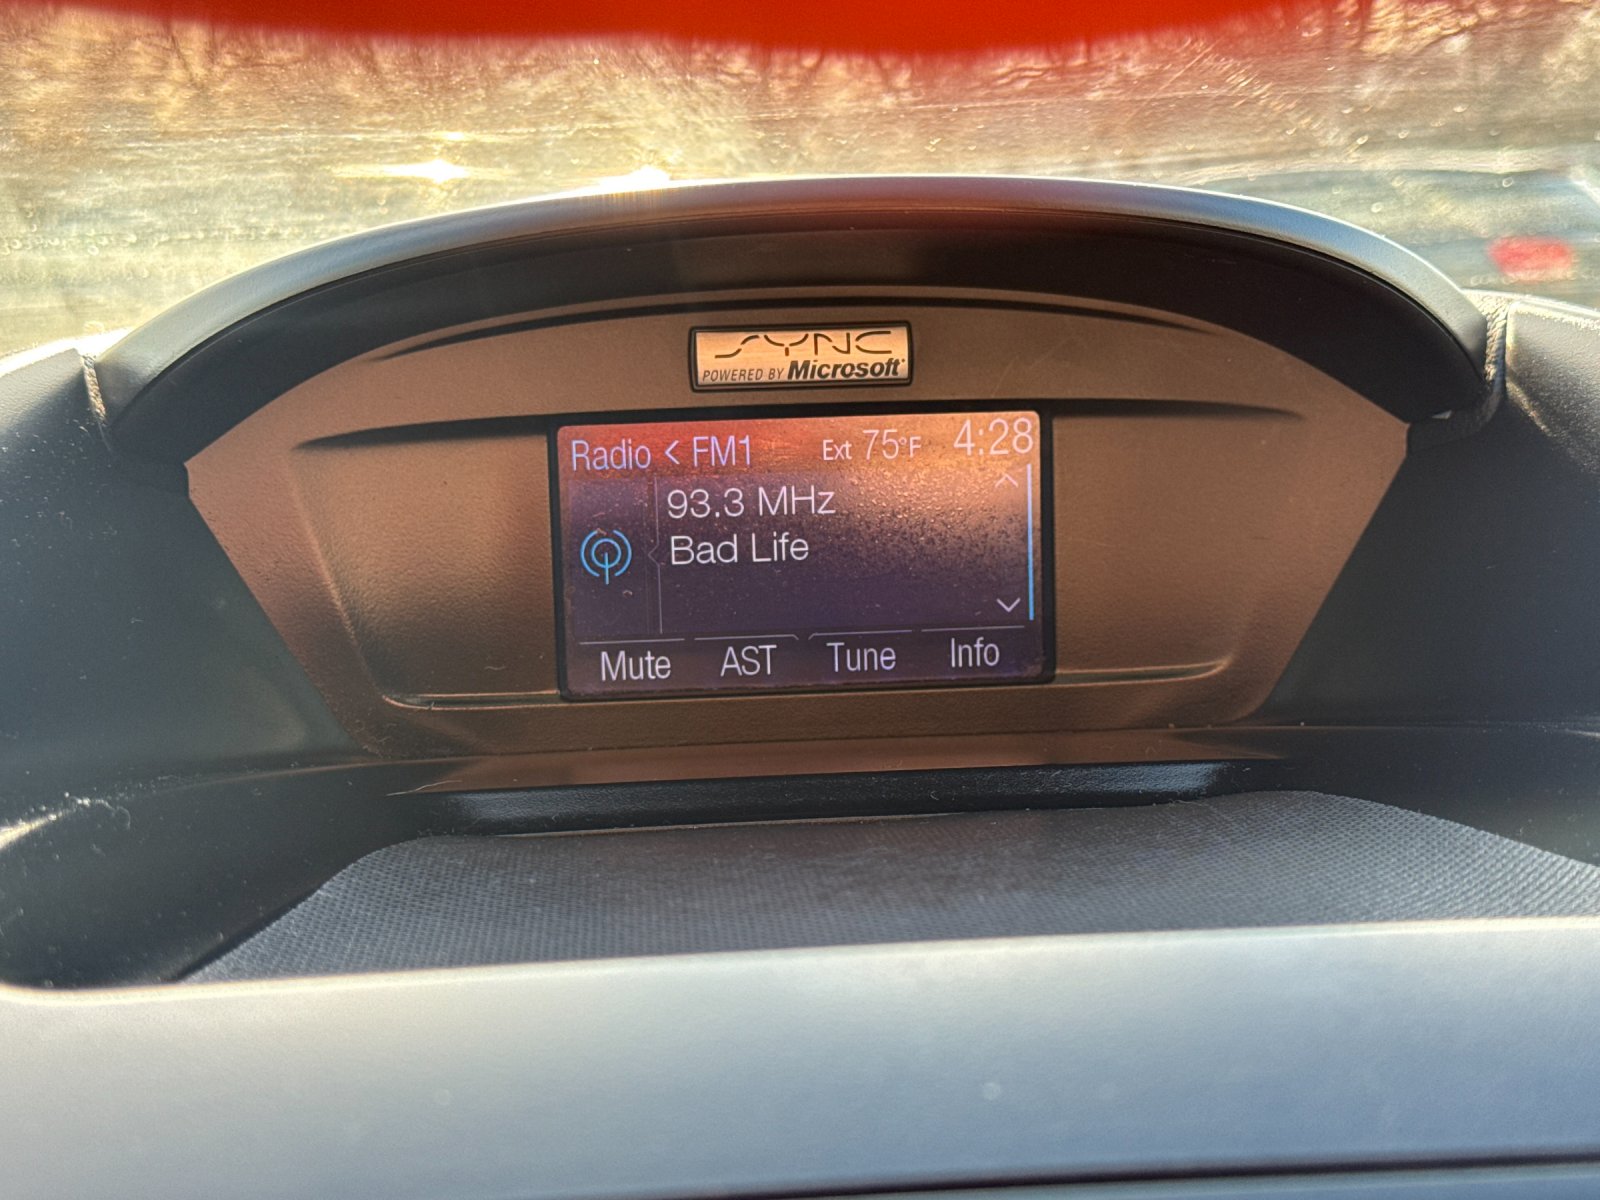 SYNC
POWERED BY Microsoft
Radio < FM1 Ext 75°F 4:28
93.3 MHz
Bad Life
Mute AST Tune Info